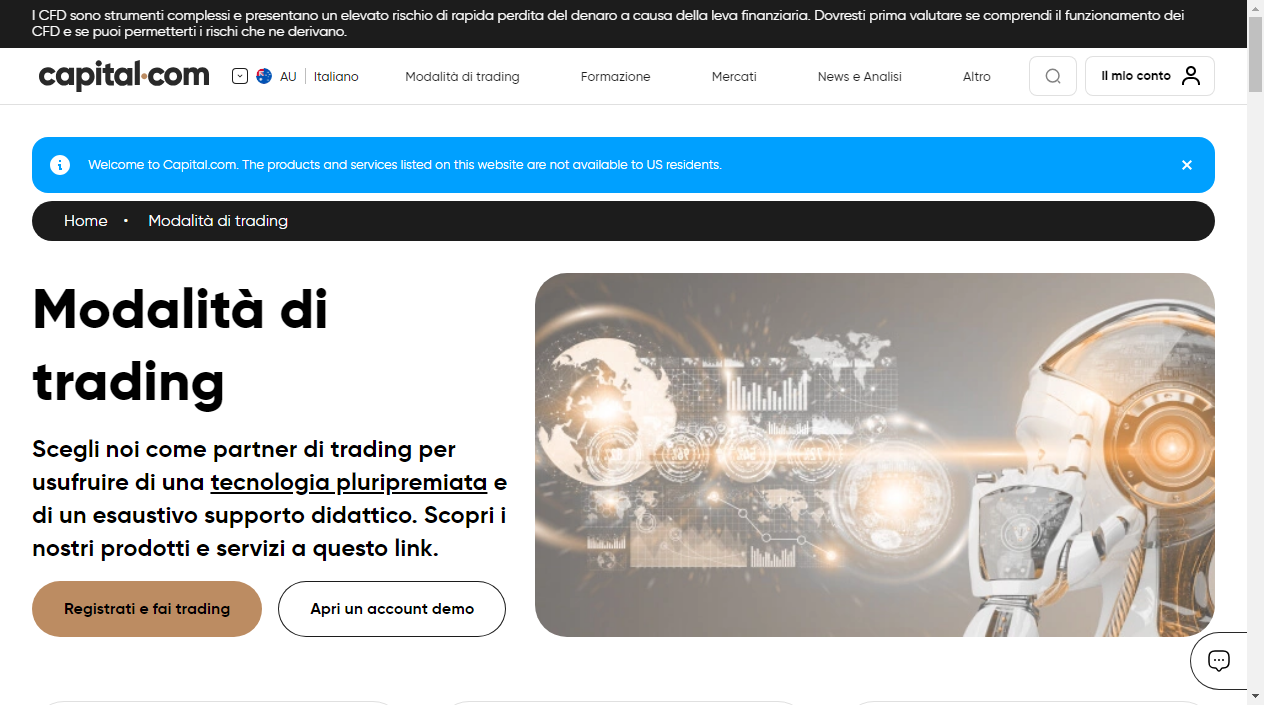 I CFD sono strumenti complessi e presentano un elevato rischio di rapida perdita del denaro a causa della leva finanziaria. Dovresti prima valutare se comprendi il funzionamento dei
CFD e se puoi permetterti i rischi che ne derivano.
capital.com
AU Italiano
Modalità di trading
Formazione
Mercati
News e Analisi
Altro
Il mio conto
Welcome to Capital.com. The products and services listed on this website are not available to US residents.
Home • Modalità di trading
Modalità di
trading
Scegli noi come partner di trading per
usufruire di una tecnologia pluripremiata e
di un esaustivo supporto didattico. Scopri i
nostri prodotti e servizi a questo link.
Registrati e fai trading
Apri un account demo